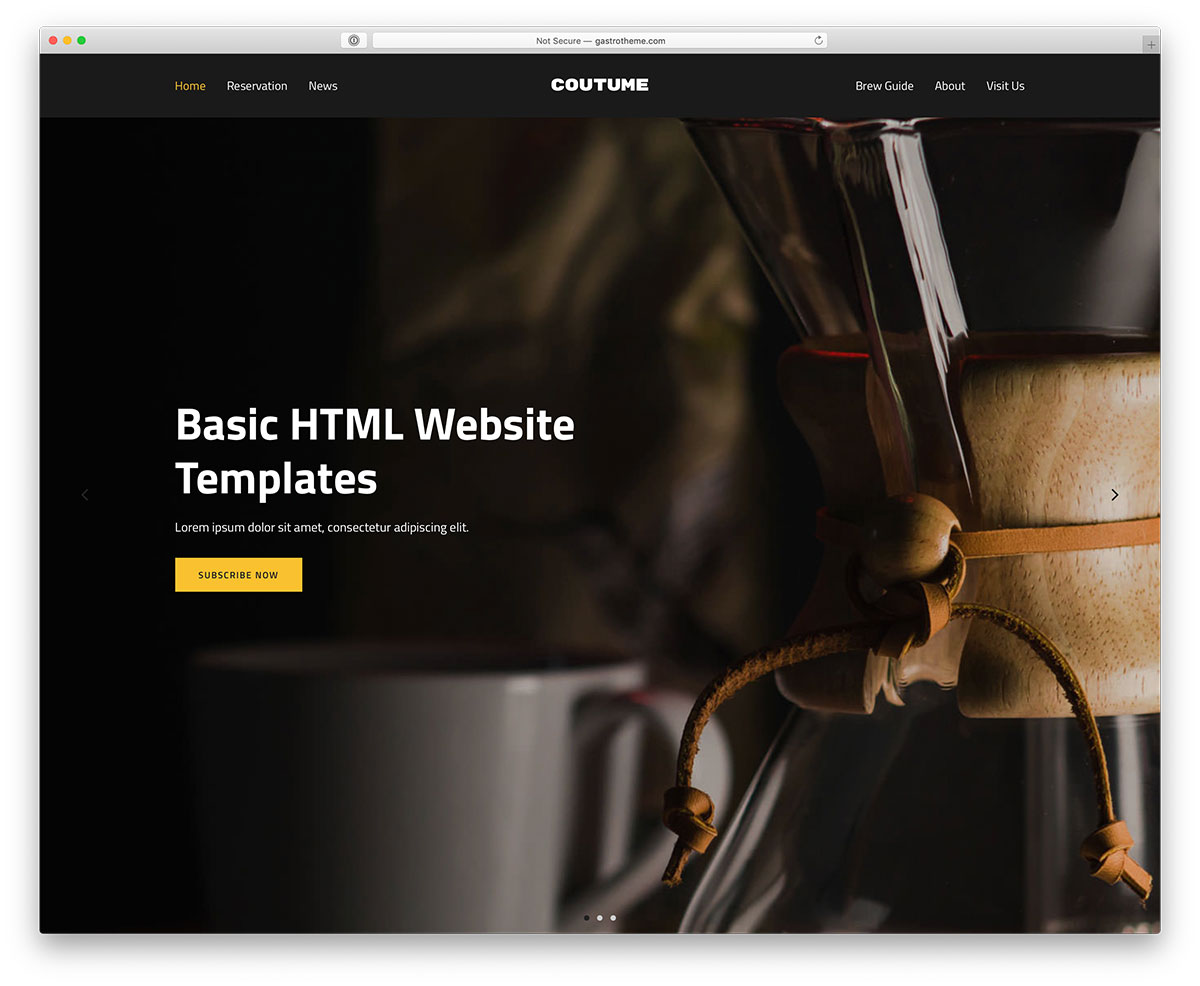 Not Secure — gastrotheme.com
Home Reservation News COUTUME Brew Guide About Visit Us
Basic HTML Website
Templates
Lorem ipsum dolor sit amet, consectetur adipiscing elit.
SUBSCRIBE NOW